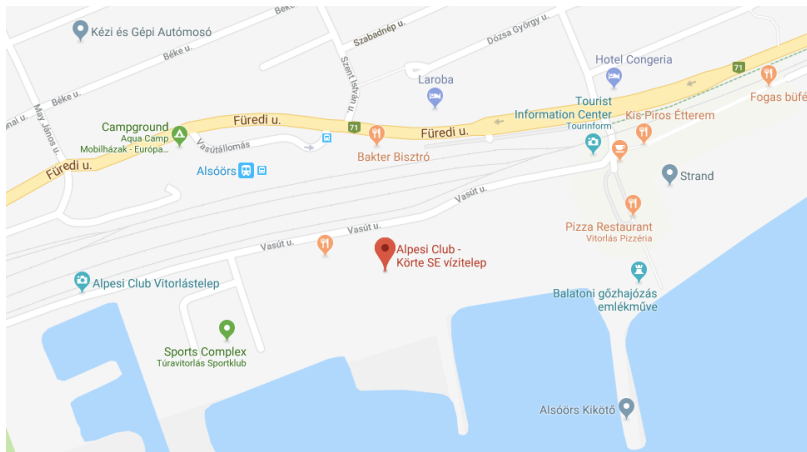 Kézi és Gépi Autómosó
Béke u.
Szabadnép u.
Dózsa György u.
Szent István u.
Hotel Congeria
Laroba
71
Béke u.
May János u.
Fogas büfé
Tourist
Information Center
Tourinform
Kis Piros Étterem
Füredi u.
71
Füredi u.
Campground
Aqua Camp
Mobilházak - Európa...
Vasútállomás
Bakter Bisztró
Alsóörs
Füredi u.
Strand
Vasút u.
Pizza Restaurant
Vitorlás Pizzéria
Vasút u.
Alpesi Club -
Körte SE vízitelep
Alpesi Club Vitorlástelep
Balatoni gőzhajózás
emlékműve
Sports Complex
Túravitorlás Sportklub
Alsóörs Kikötő